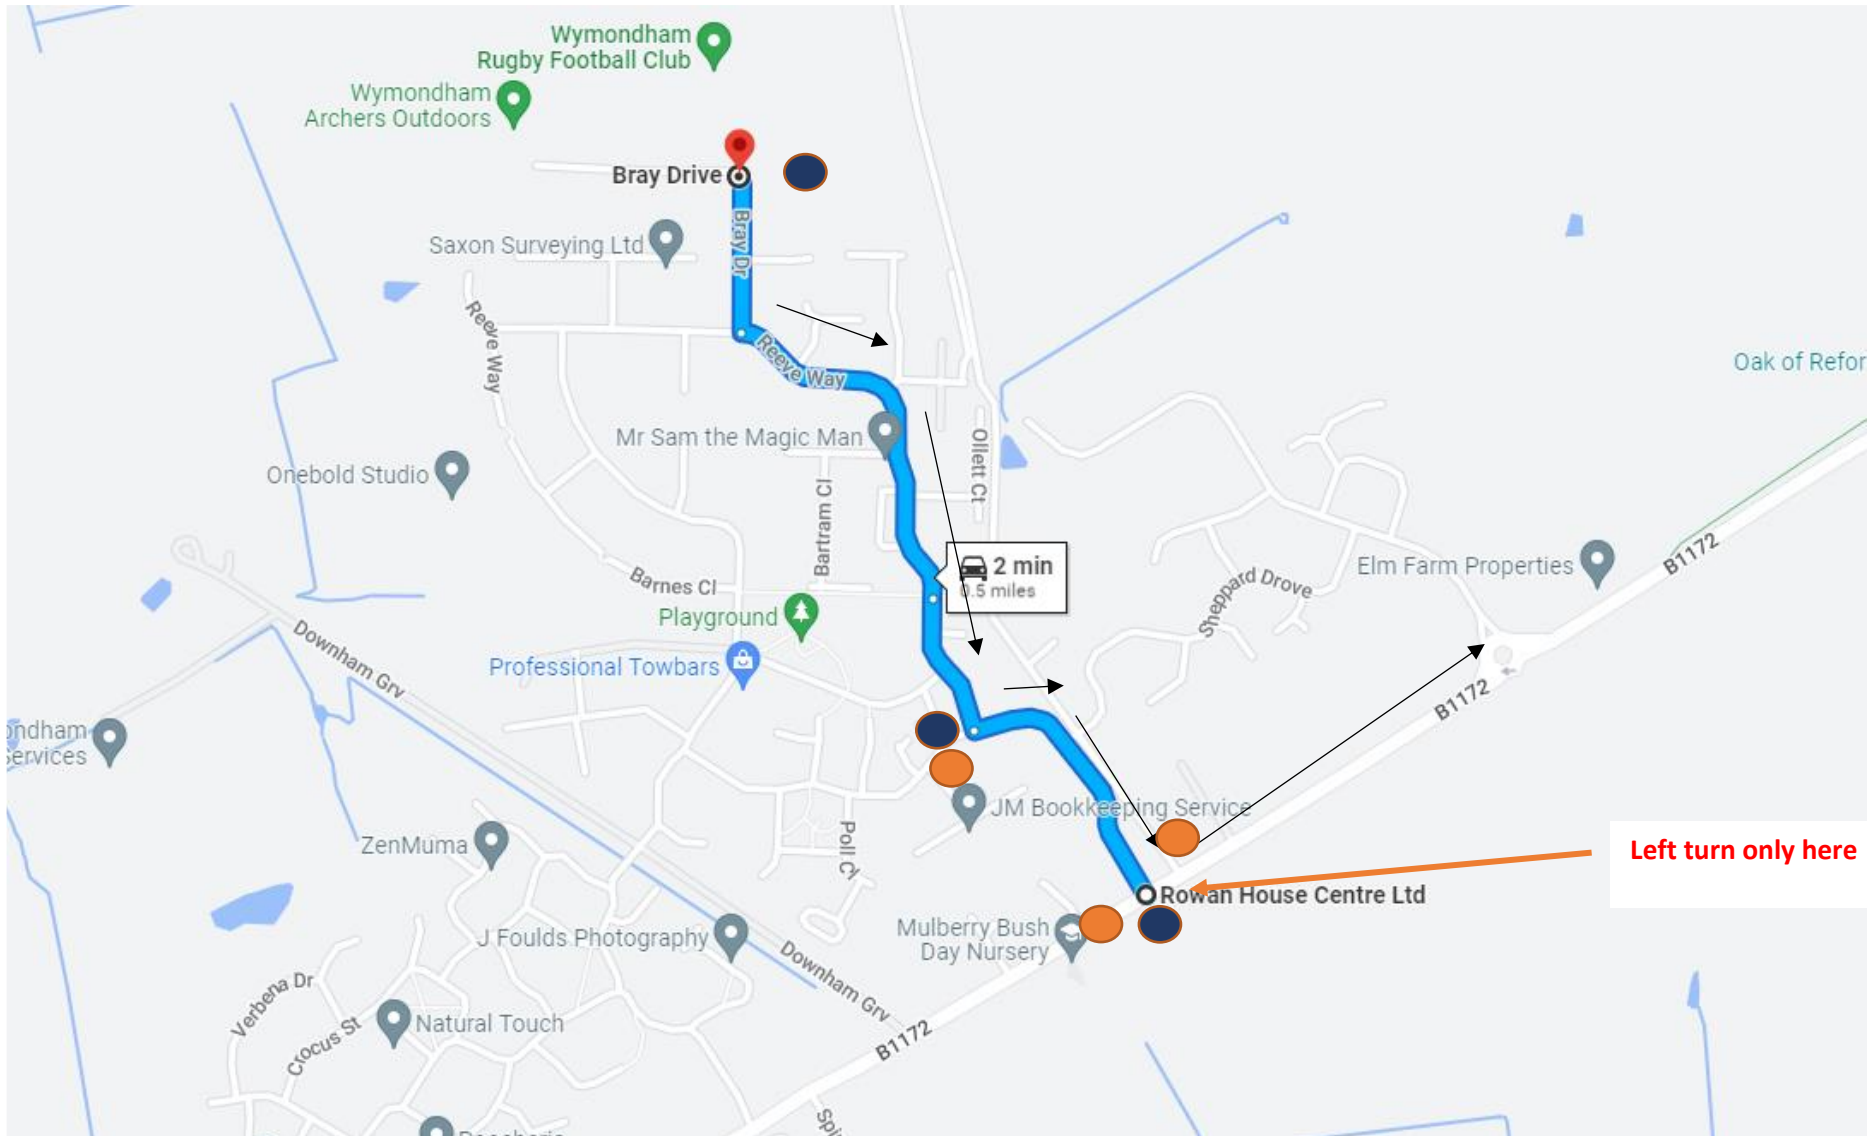 Wymondham
Rugby Football Club
Wymondham
Archers Outdoors
Bray Drive
Bray Dr
Saxon Surveying Ltd
Reeve Way
Reeve Way
Oak of Refor
Mr Sam the Magic Man
Ollett Ct
Onebold Studio
Bartram Cl
2 min
0.5 miles
B1172
Elm Farm Properties
Barnes Cl
Sheppard Drove
Playground
Downham Grv
Professional Towbars
B1172
ondham
Services
JM Bookkeeping Service
ZenMuma
Poll Cl
Left turn only here
Rowan House Centre Ltd
Mulberry Bush
Day Nursery
J Foulds Photography
Downham Grv
Verbena Dr
Natural Touch
Crocus St
B1172